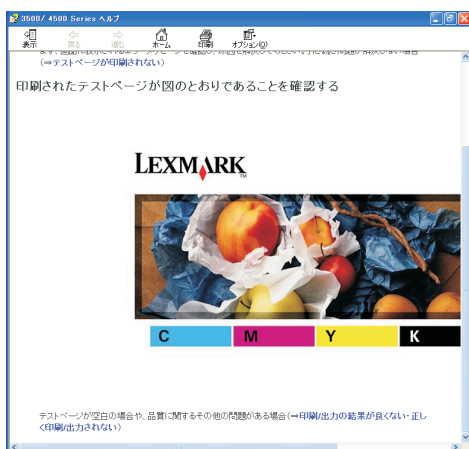 3500/ 4500 Series ヘルプ
表示 戻る 進む ホーム 印刷 オプション(O)
(⇒テストページが印刷されない)
印刷されたテストページが図のとおりであることを確認する
LEXMARK
TM
C M Y K
テストページが空白の場合や、品質に関するその他の問題がある場合(⇒印刷/出力の結果が良くない・正し
く印刷/出力されない)